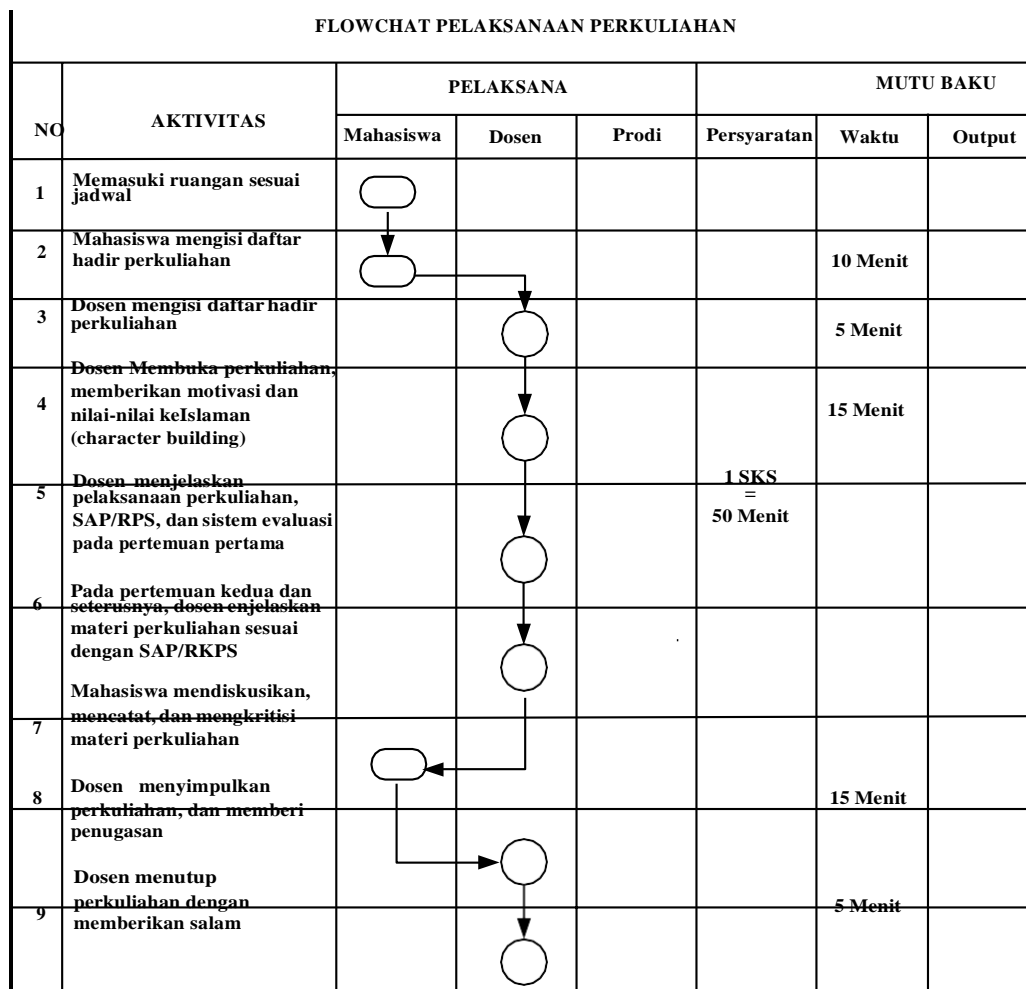 FLOWCHAT PELAKSANAAN PERKULIAHAN
NO
AKTIVITAS
PELAKSANA
MUTU BAKU
Mahasiswa
Dosen
Prodi
Persyaratan
Waktu
Output
1
Memasuki ruangan sesuai
jadwal
2
Mahasiswa mengisi daftar
hadir perkuliahan
10 Menit
3
Dosen mengisi daftar hadir
perkuliahan
5 Menit
4
Dosen Membuka perkuliahan,
memberikan motivasi dan
nilai-nilai keIslaman
(character building)
15 Menit
5
Dosen menjelaskan
pelaksanaan perkuliahan,
SAP/RPS, dan sistem evaluasi
pada pertemuan pertama
1 SKS
=
50 Menit
6
Pada pertemuan kedua dan
seterusnya, dosen enjelaskan
materi perkuliahan sesuai
dengan SAP/RKPS
7
Mahasiswa mendiskusikan,
mencatat, dan mengkritisi
materi perkuliahan
8
Dosen menyimpulkan
perkuliahan, dan memberi
penugasan
15 Menit
9
Dosen menutup
perkuliahan dengan
memberikan salam
5 Menit